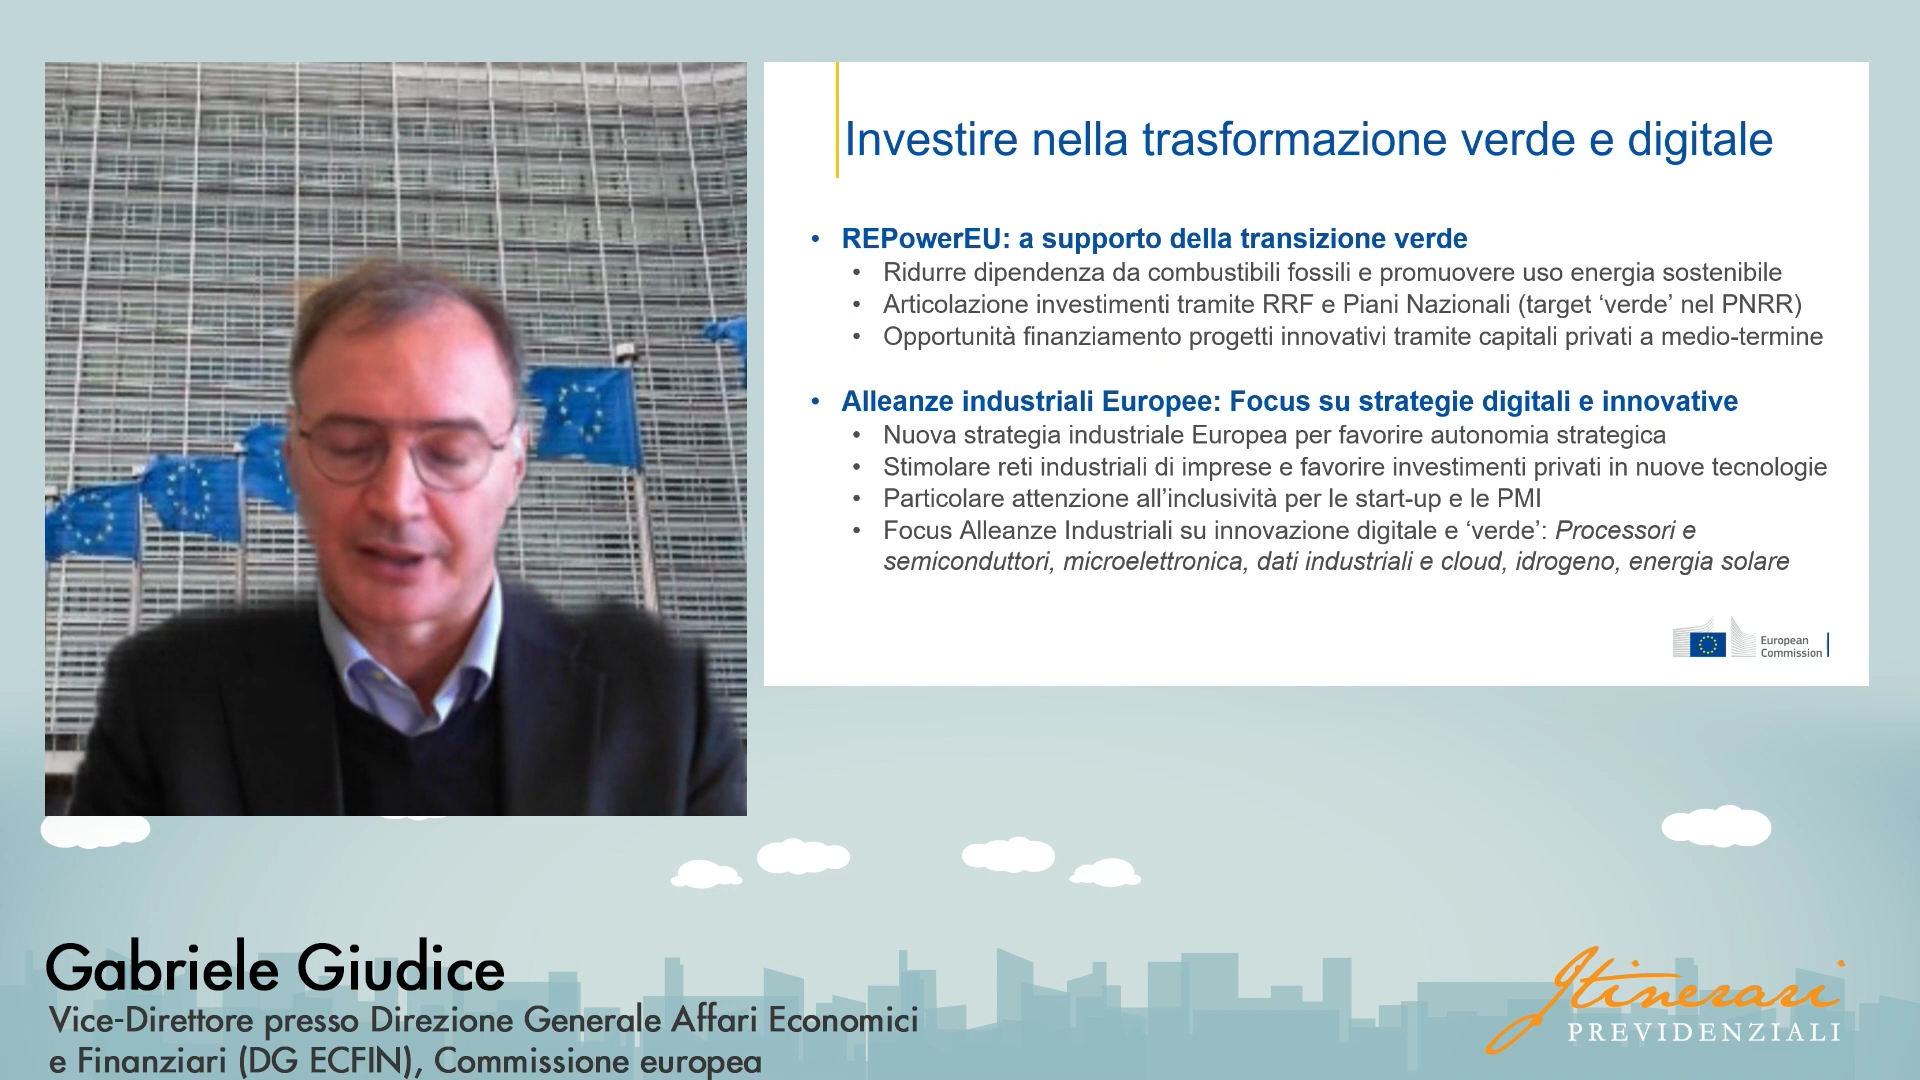 Investire nella trasformazione verde e digitale
• REPowerEU: a supporto della transizione verde
• Ridurre dipendenza da combustibili fossili e promuovere uso energia sostenibile
• Articolazione investimenti tramite RRF e Piani Nazionali (target ‘verde’ nel PNRR)
• Opportunità finanziamento progetti innovativi tramite capitali privati a medio-termine
• Alleanze industriali Europee: Focus su strategie digitali e innovative
• Nuova strategia industriale Europea per favorire autonomia strategica
• Stimolare reti industriali di imprese e favorire investimenti privati in nuove tecnologie
• Particolare attenzione all’inclusività per le start-up e le PMI
• Focus Alleanze Industriali su innovazione digitale e ‘verde’: Processori e
semiconduttori, microelettronica, dati industriali e cloud, idrogeno, energia solare
European
Commission
Gabriele Giudice
Vice-Direttore presso Direzione Generale Affari Economici
e Finanziari (DG ECFIN), Commissione europea
Itinerari
PREVIDENZIALI